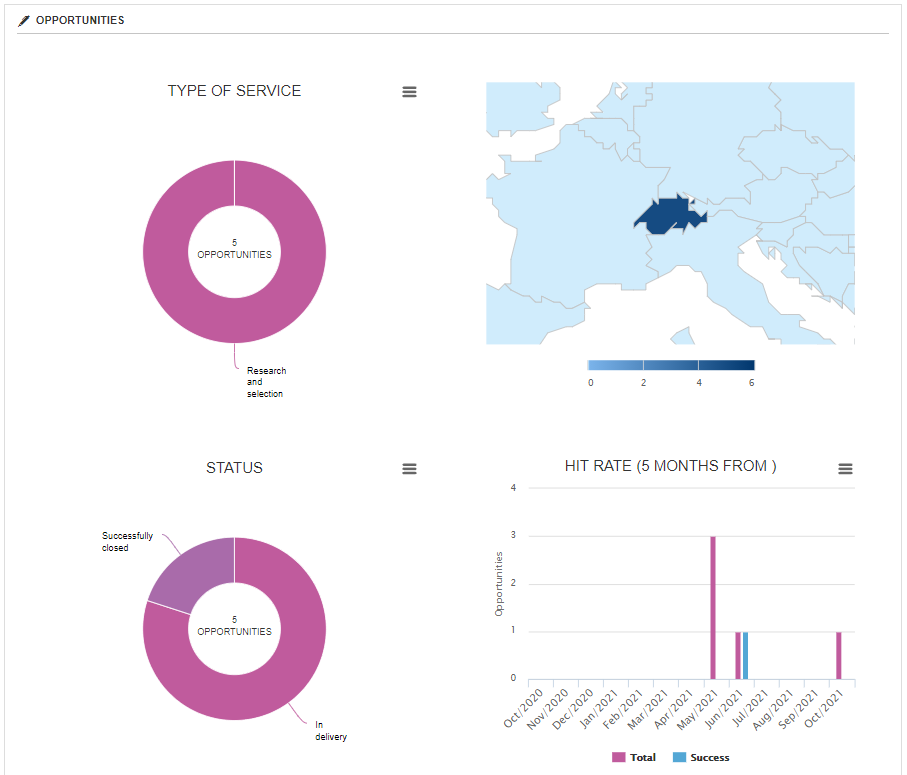 OPPORTUNITIES
TYPE OF SERVICE
5
OPPORTUNITIES
Research
and
selection
0 2 4 6
STATUS
Successfully
closed
5
OPPORTUNITIES
In
delivery
HIT RATE (5 MONTHS FROM )
Opportunities
4
3
2
1
0
Oct/2020 Nov/2020 Dec/2020 Jan/2021 Feb/2021 Mar/2021 Apr/2021 May/2021 Jun/2021 Jul/2021 Aug/2021 Sep/2021 Oct/2021
Total Success